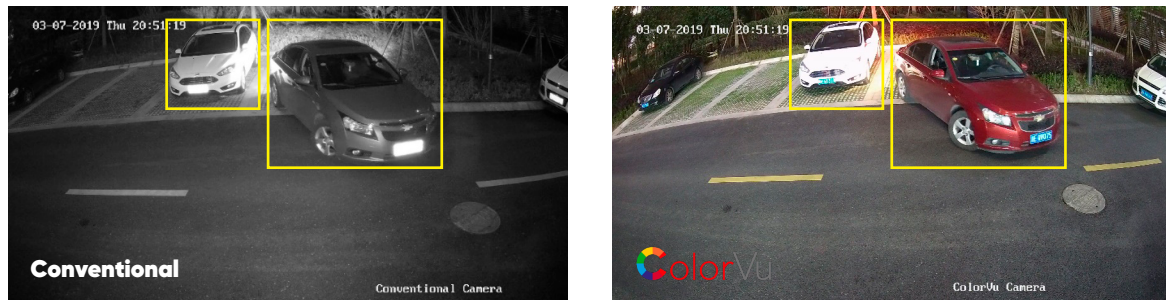 03-07-2019 Thu 20:51:19
Conventional
Conventional Camera
03-07-2019 Thu 20:51:19
ColorVu
ColorVu Camera